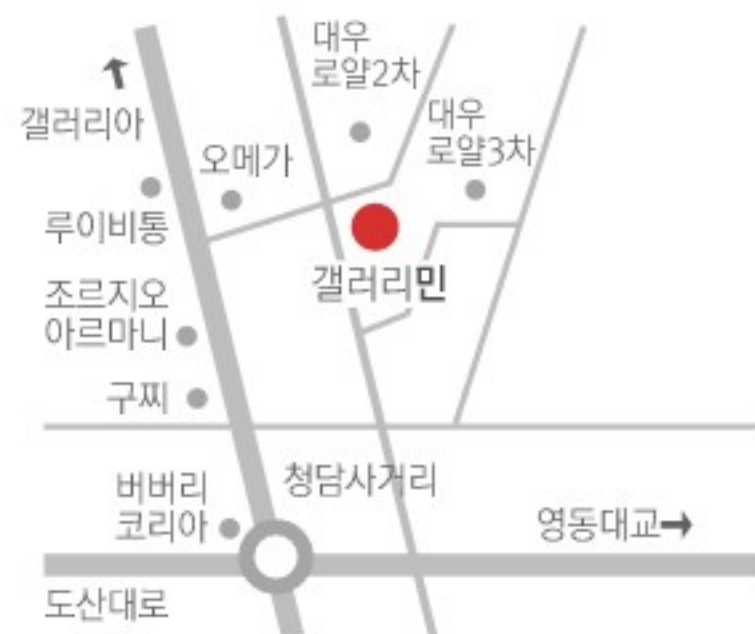 대우
로얄2차
갤러리아
대우
로얄3차
오메가
루이비통
갤러리민
조르지오
아르마니
구찌
버버리
코리아
청담사거리
영동대교
도산대로